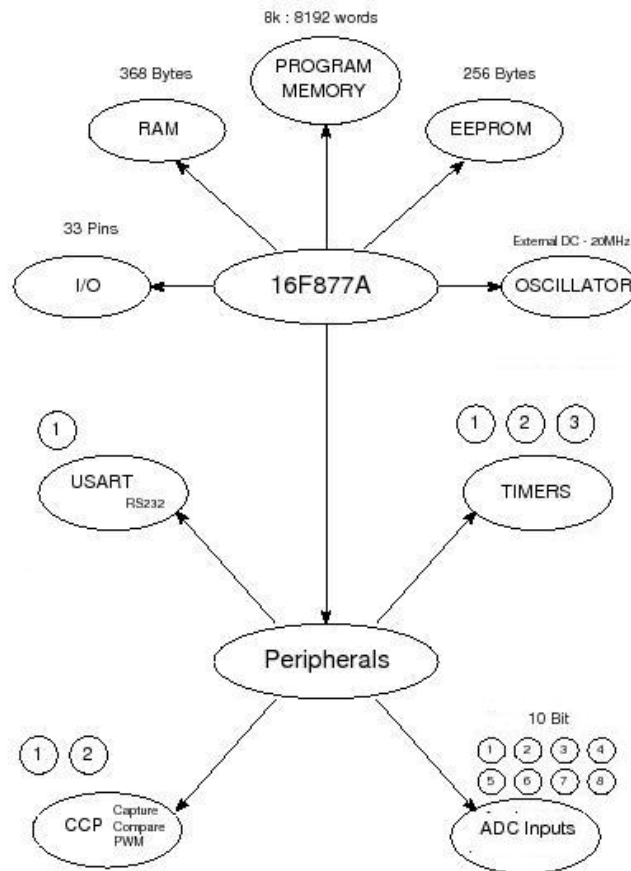 8k : 8192 words
PROGRAM
MEMORY
368 Bytes
RAM
256 Bytes
EEPROM
33 Pins
I/O
16F877A
External DC - 20MHz
OSCILLATOR
1
USART
RS232
1 2 3
TIMERS
Peripherals
1 2
CCP
Capture
Compare
PWM
10 Bit
1 2 3 4
5 6 7 8
ADC Inputs